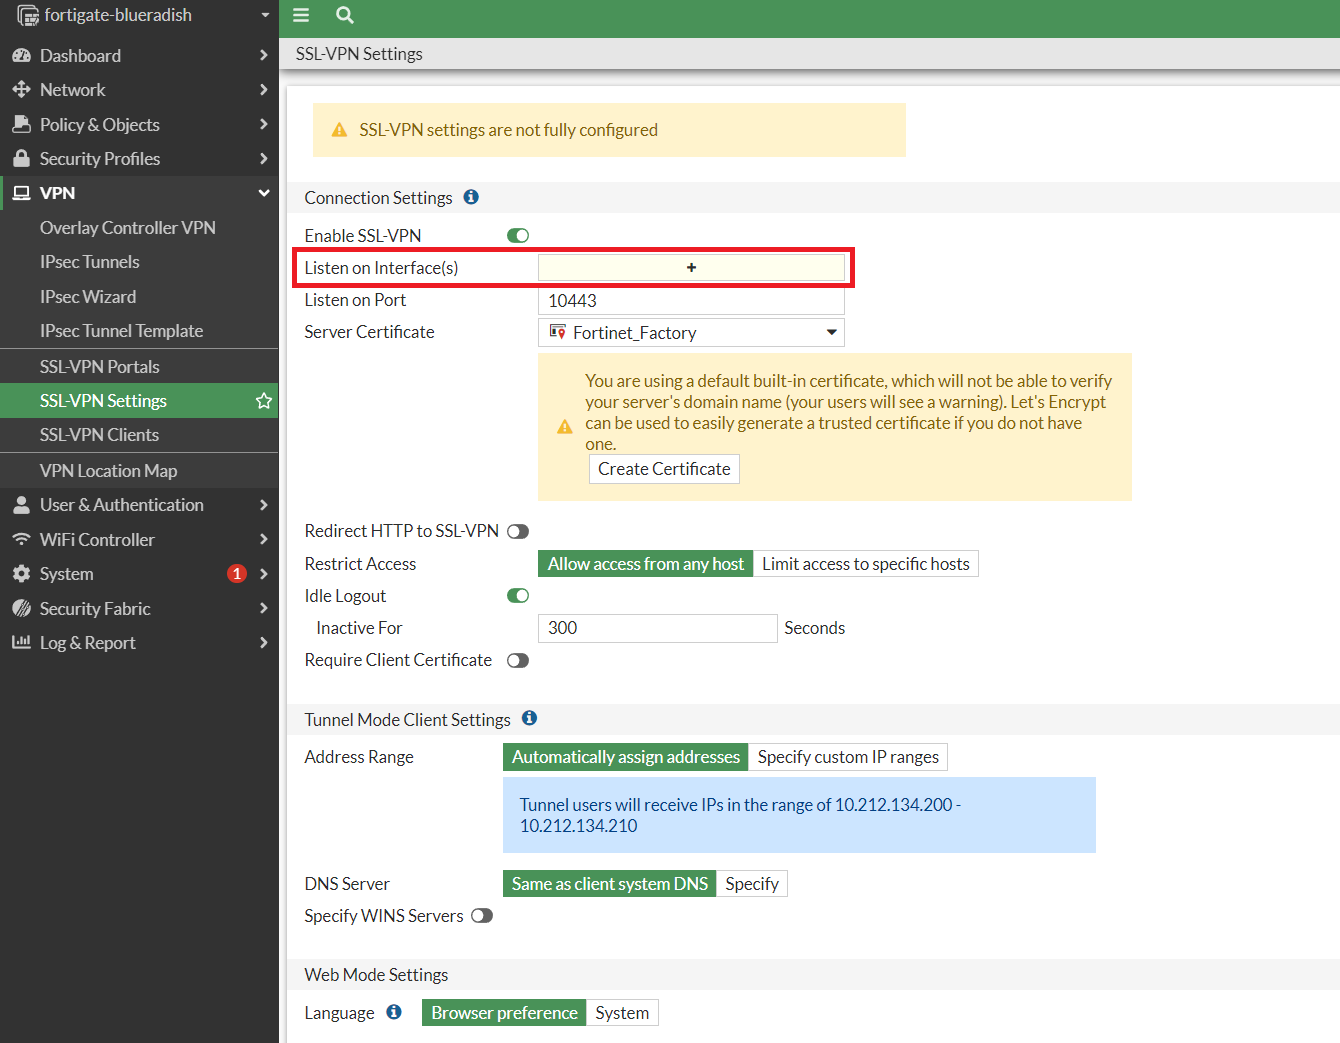 fortigate-blueradish
Dashboard
Network
Policy & Objects
Security Profiles
VPN
Overlay Controller VPN
IPsec Tunnels
IPsec Wizard
IPsec Tunnel Template
SSL-VPN Portals
SSL-VPN Settings
SSL-VPN Clients
VPN Location Map
User & Authentication
WiFi Controller
System 1
Security Fabric
Log & Report
SSL-VPN Settings
SSL-VPN settings are not fully configured
Connection Settings
Enable SSL-VPN
Listen on Interface(s) +
Listen on Port 10443
Server Certificate Fortinet_Factory
You are using a default built-in certificate, which will not be able to verify
your server's domain name (your users will see a warning). Let's Encrypt
can be used to easily generate a trusted certificate if you do not have
one.
Create Certificate
Redirect HTTP to SSL-VPN
Restrict Access Allow access from any host Limit access to specific hosts
Idle Logout
Inactive For 300 Seconds
Require Client Certificate
Tunnel Mode Client Settings
Address Range Automatically assign addresses Specify custom IP ranges
Tunnel users will receive IPs in the range of 10.212.134.200 -
10.212.134.210
DNS Server Same as client system DNS Specify
Specify WINS Servers
Web Mode Settings
Language Browser preference System